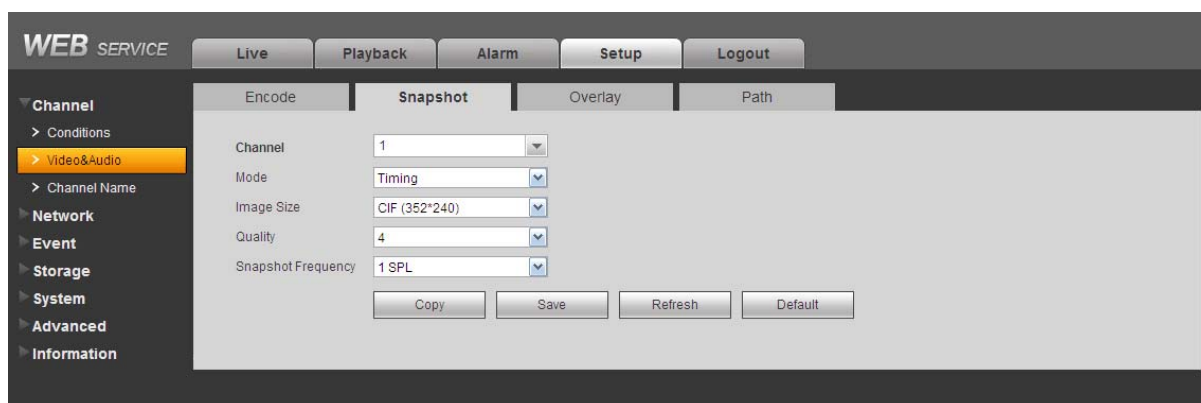 WEB SERVICE
Live Playback Alarm Setup Logout
Channel
> Conditions
> Video&Audio
> Channel Name
Network
Event
Storage
System
Advanced
Information
Encode Snapshot Overlay Path
Channel 1
Mode Timing
Image Size CIF (352*240)
Quality 4
Snapshot Frequency 1 SPL
Copy Save Refresh Default